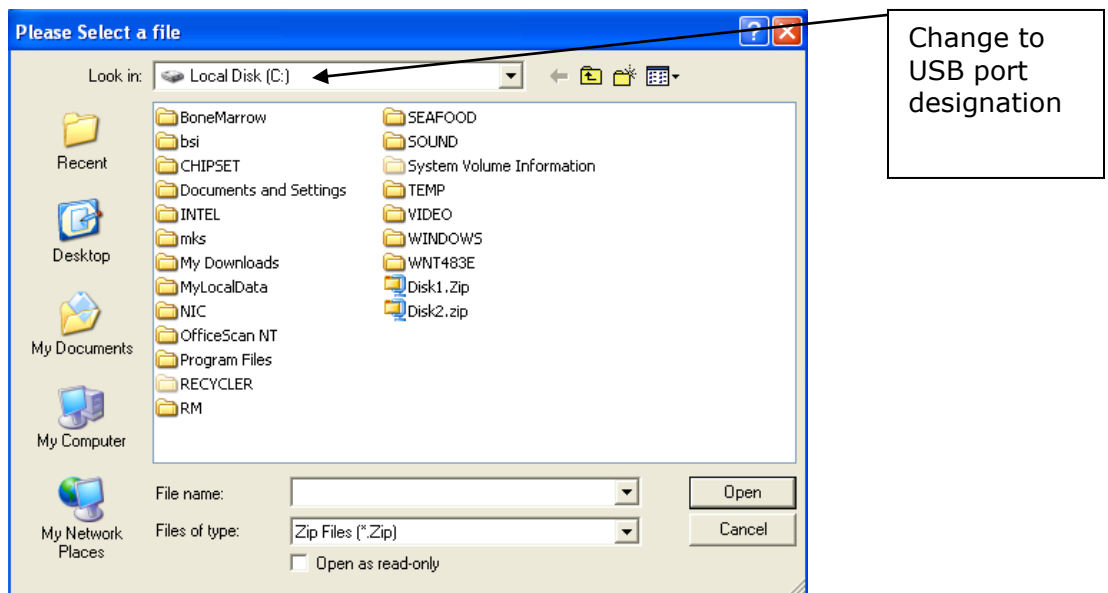 Please Select a file
Change to
USB port
designation
Look in:
Local Disk (C:)
Recent
Desktop
My Documents
My Computer
My Network
Places
BoneMarrow
bsi
CHIPSET
Documents and Settings
INTEL
mks
My Downloads
MyLocalData
NIC
OfficeScan NT
Program Files
RECYCLER
RM
SEAFOOD
SOUND
System Volume Information
TEMP
VIDEO
WINDOWS
WNT483E
Disk1.Zip
Disk2.zip
File name:
Open
Files of type:
Zip Files (*.Zip)
Cancel
Open as read-only